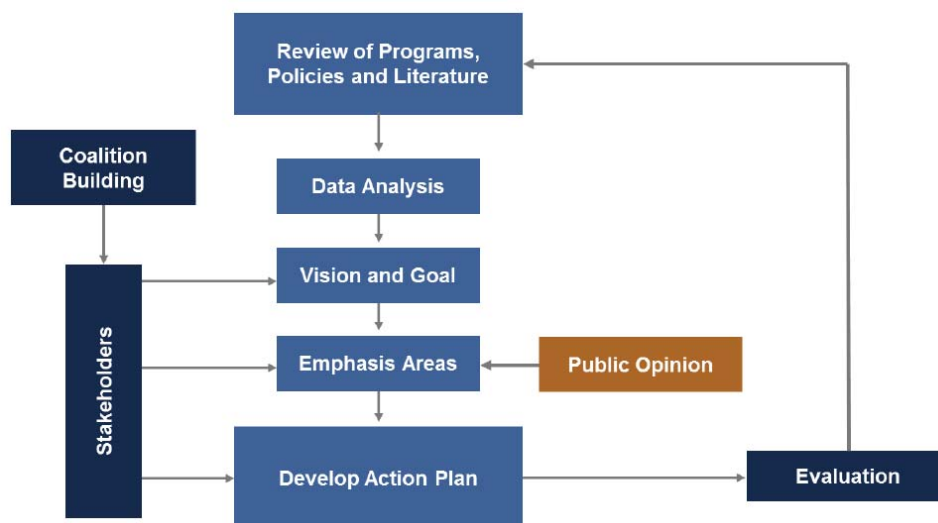 Review of Programs,
Policies and Literature
Coalition
Building
Data Analysis
Vision and Goal
Stakeholders
Emphasis Areas
Public Opinion
Develop Action Plan
Evaluation